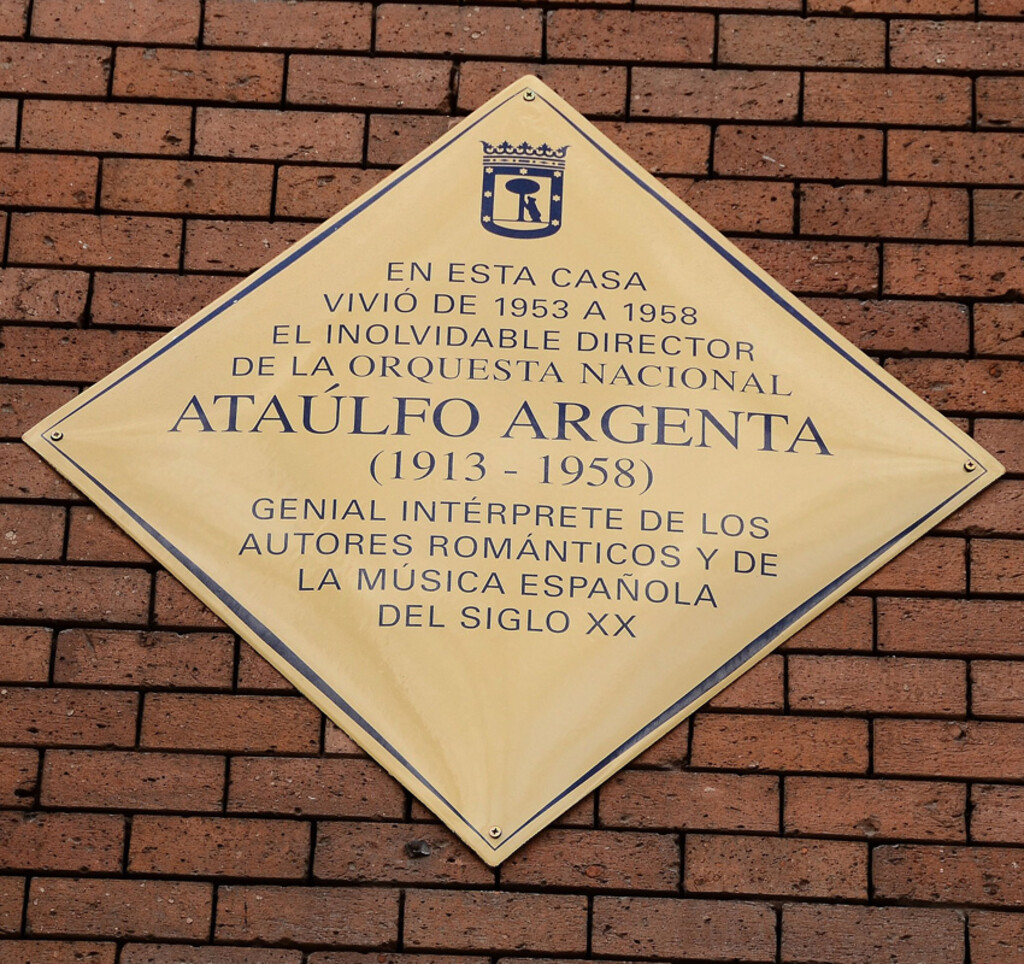 EN ESTA CASA
VIVIÓ DE 1953 A 1958
EL INOLVIDABLE DIRECTOR
DE LA ORQUESTA NACIONAL
ATAÚLFO ARGENTA
(1913 - 1958)
GENIAL INTÉRPRETE DE LOS
AUTORES ROMÁNTICOS Y DE
LA MÚSICA ESPAÑOLA
DEL SIGLO XX